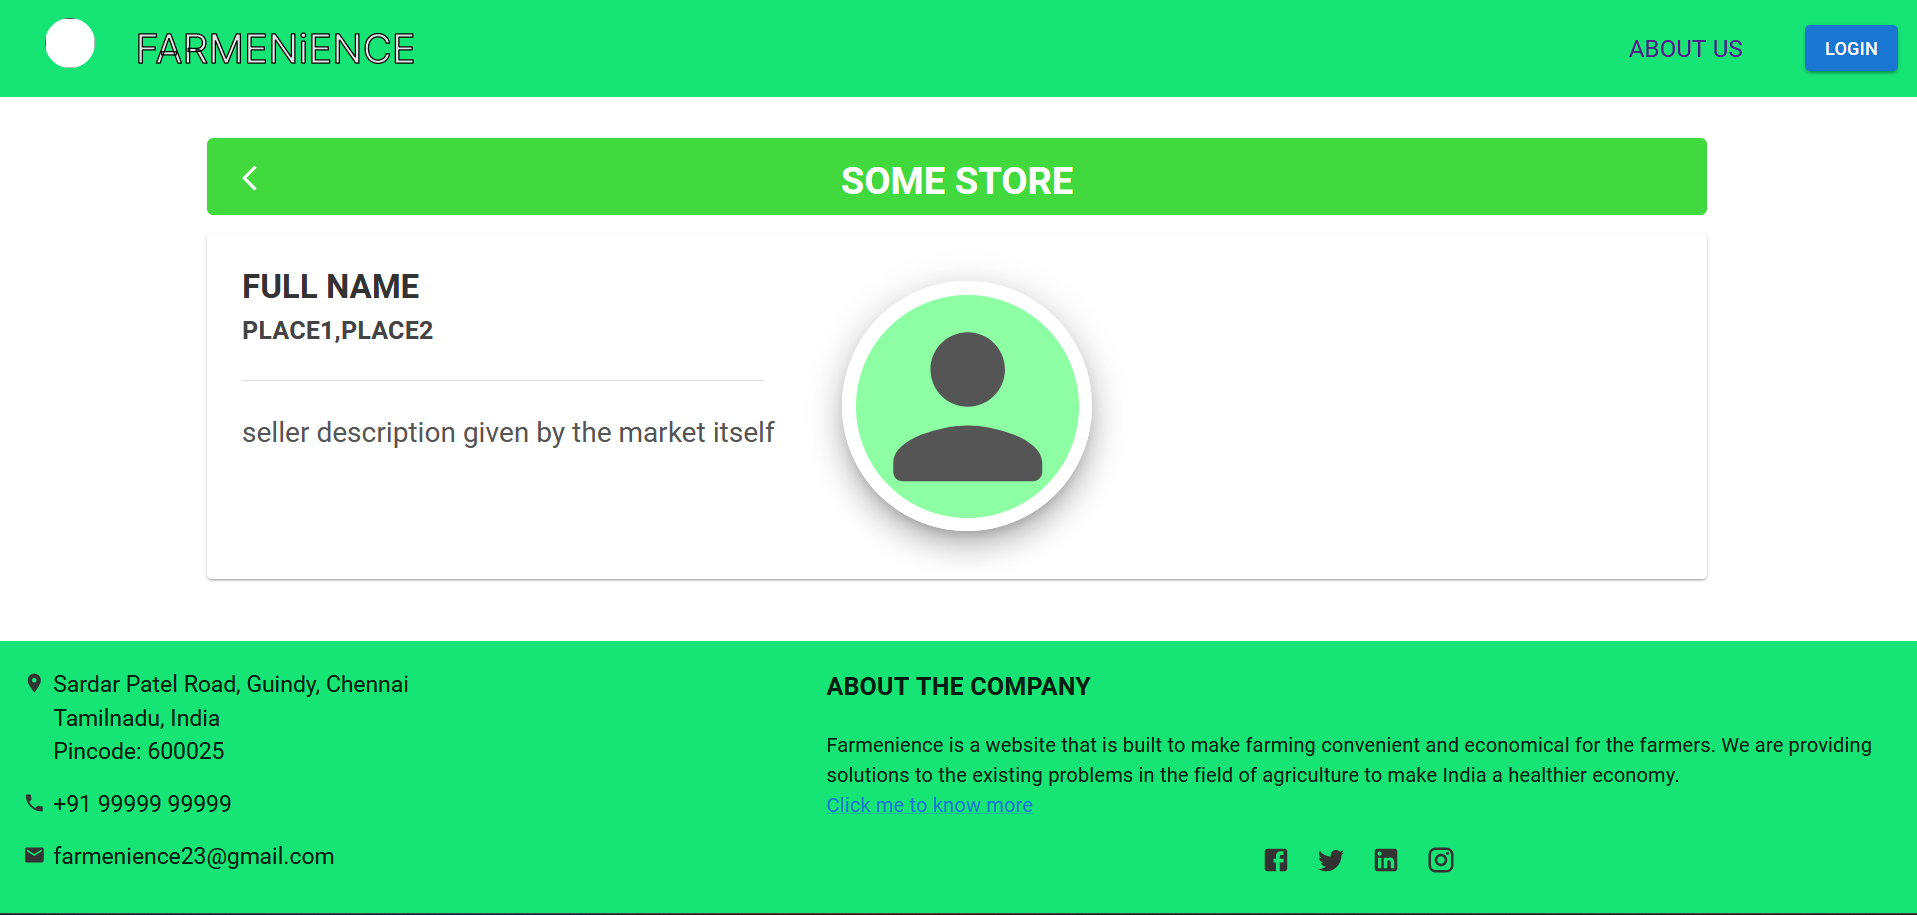 FARMENiENCE
ABOUT US
LOGIN
SOME STORE
FULL NAME
PLACE1,PLACE2
seller description given by the market itself
Sardar Patel Road, Guindy, Chennai
Tamilnadu, India
Pincode: 600025
+91 99999 99999
farmenience23@gmail.com
ABOUT THE COMPANY
Farmenience is a website that is built to make farming convenient and economical for the farmers. We are providing
solutions to the existing problems in the field of agriculture to make India a healthier economy.
Click me to know more